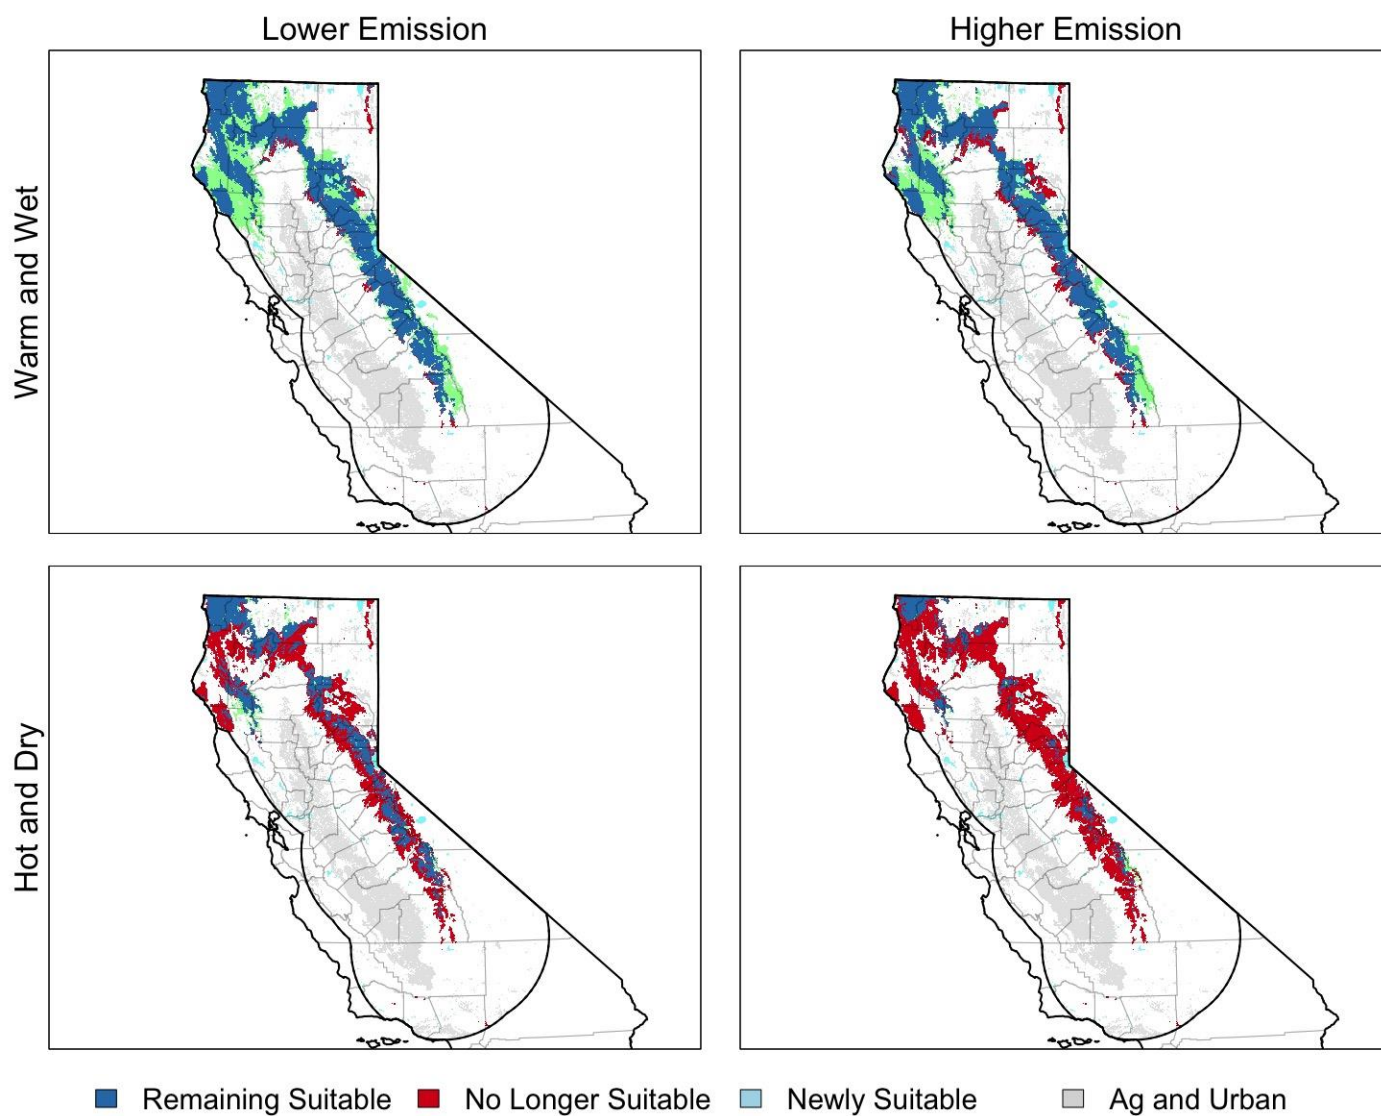 Lower Emission
Higher Emission
Warm and Wet
Hot and Dry
Remaining Suitable
No Longer Suitable
Newly Suitable
Ag and Urban